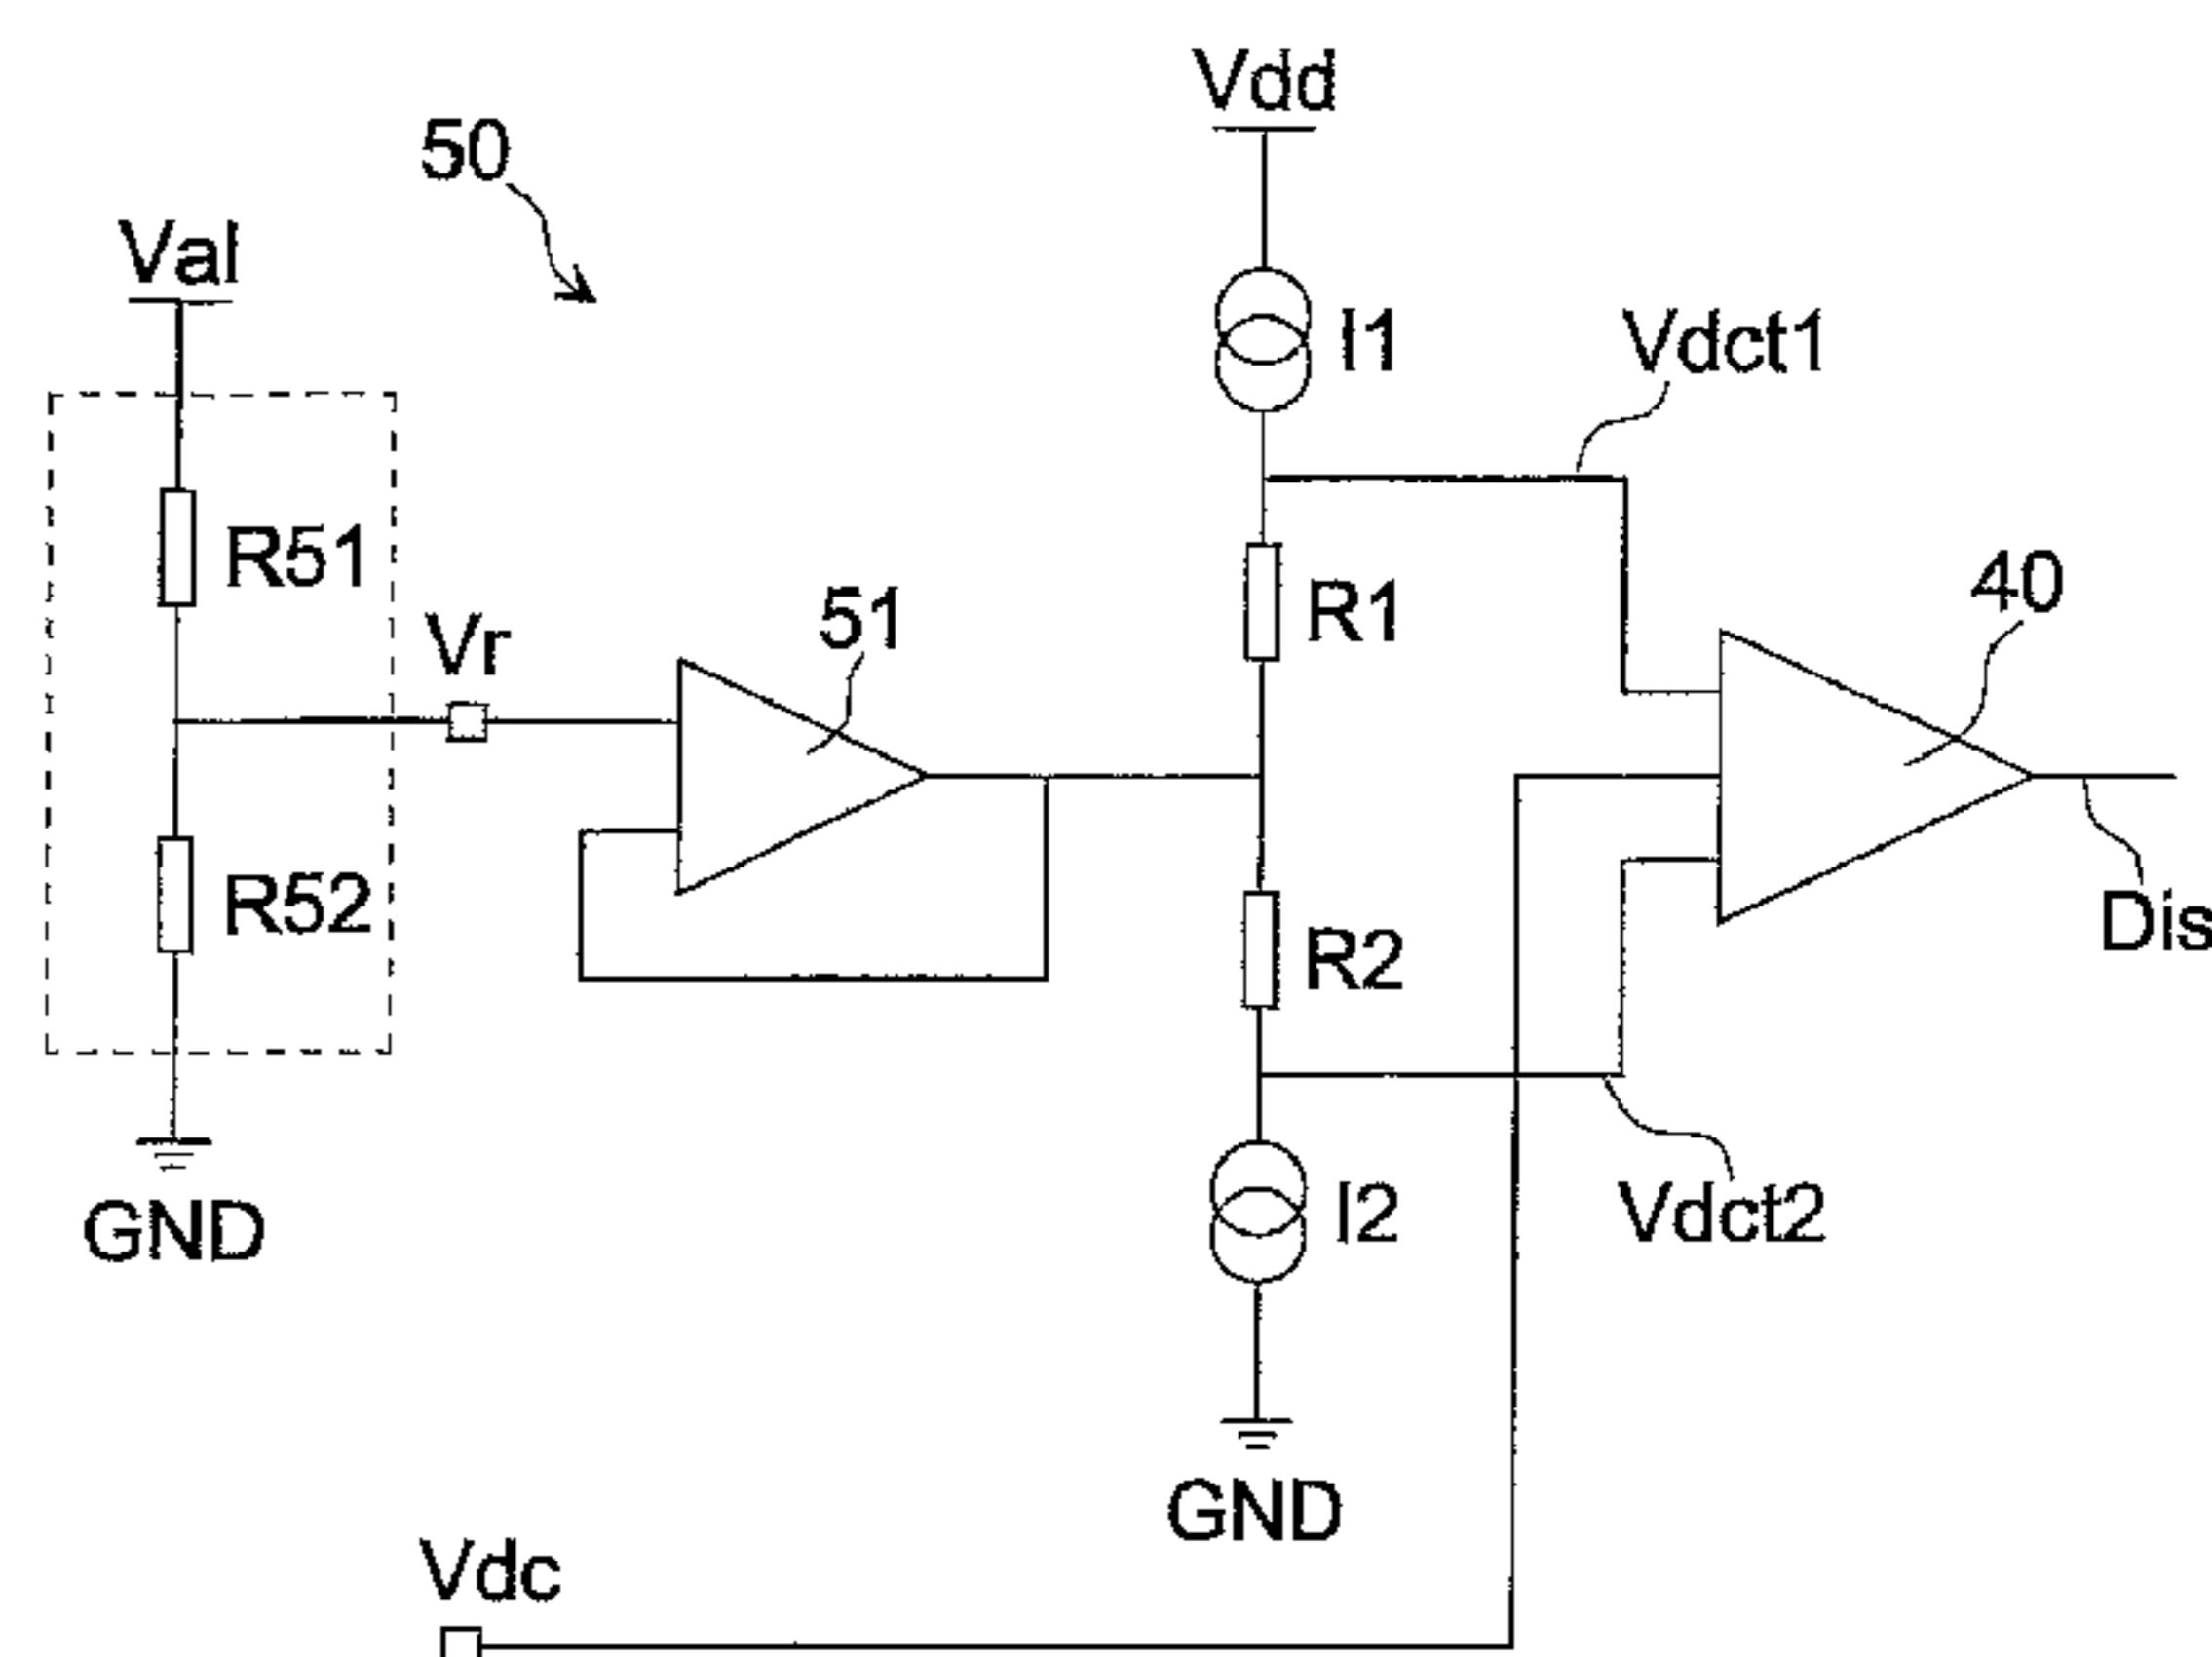 Vdd
50
Val
I1
Vdct1
R51
40
51
R1
Vr
R52
Dis
R2
I2
Vdct2
GND
GND
Vdc